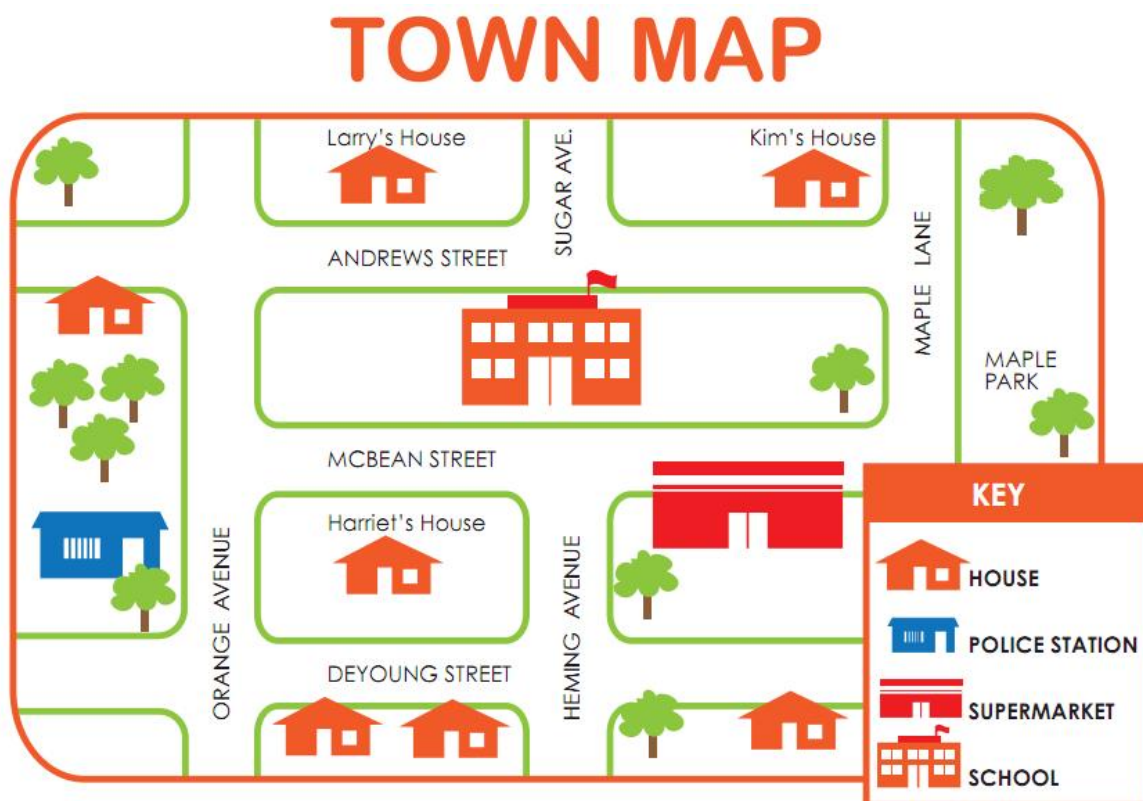 TOWN MAP
Larry's House
SUGAR AVE.
Kim's House
ANDREWS STREET
MAPLE LANE
MAPLE
PARK
MCBEAN STREET
Harriet's House
ORANGE AVENUE
HEMING AVENUE
DEYOUNG STREET
KEY
HOUSE
POLICE STATION
SUPERMARKET
SCHOOL